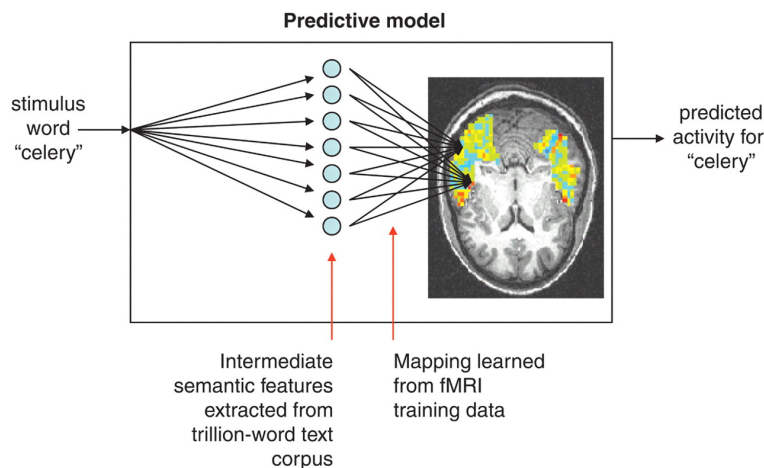 Predictive model
stimulus
word
“celery”
predicted
activity for
“celery”
Intermediate
semantic features
extracted from
trillion-word text
corpus
Mapping learned
from fMRI
training data